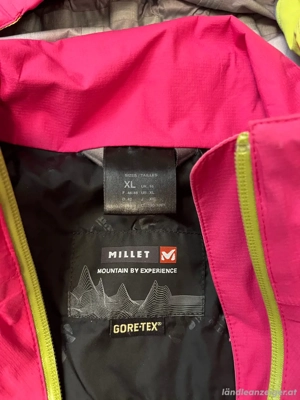 XL
MILLET
MOUNTAIN BY EXPERIENCE
GORE-TEX®
ländleanzeiger.at